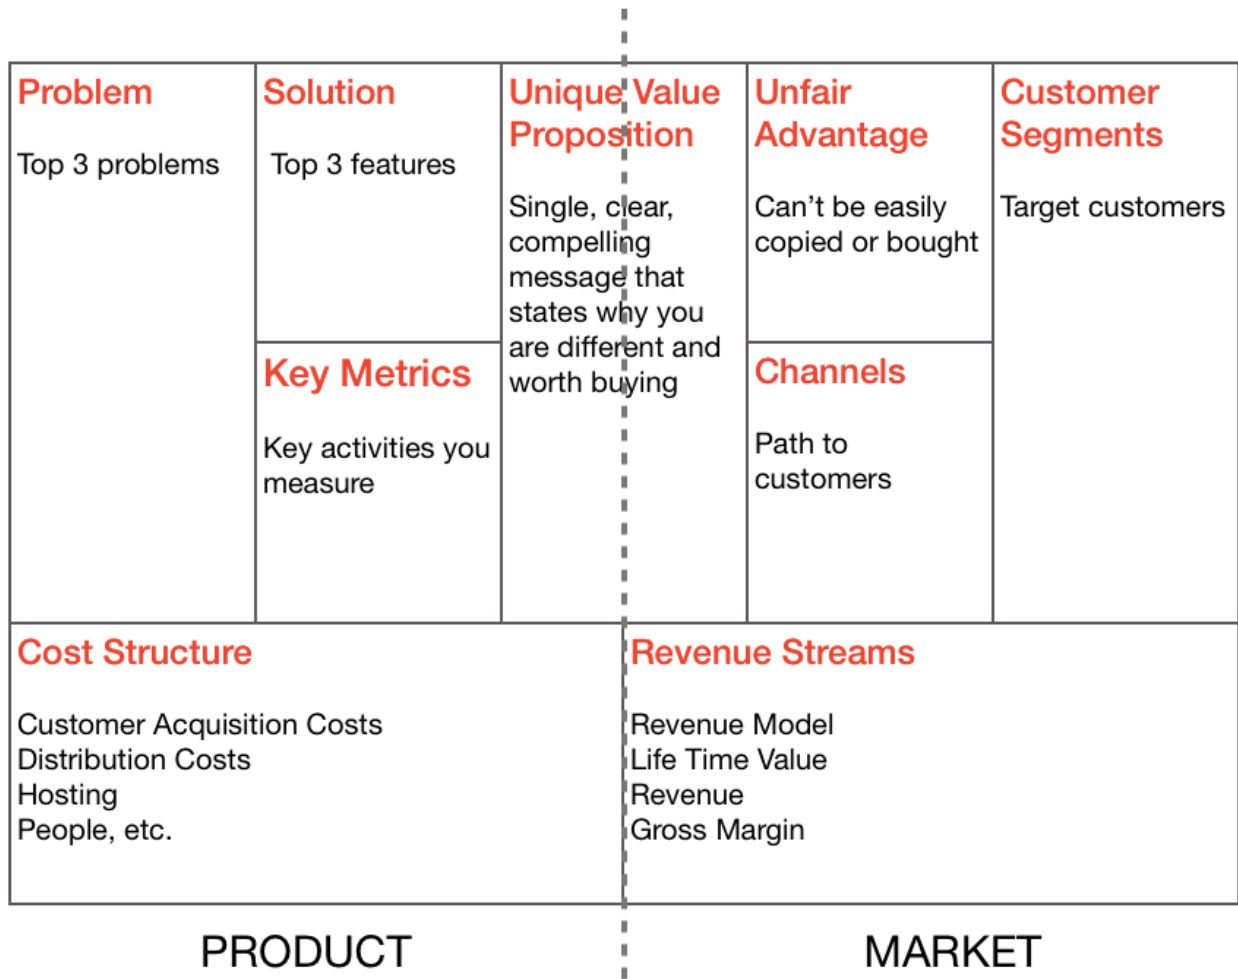 Problem
Top 3 problems
Solution
Top 3 features
Key Metrics
Key activities you
measure
Unique Value
Proposition
Single, clear,
compelling
message that
states why you
are different and
worth buying
Unfair
Advantage
Can’t be easily
copied or bought
Channels
Path to
customers
Customer
Segments
Target customers
Cost Structure
Customer Acquisition Costs
Distribution Costs
Hosting
People, etc.
Revenue Streams
Revenue Model
Life Time Value
Revenue
Gross Margin
PRODUCT
MARKET